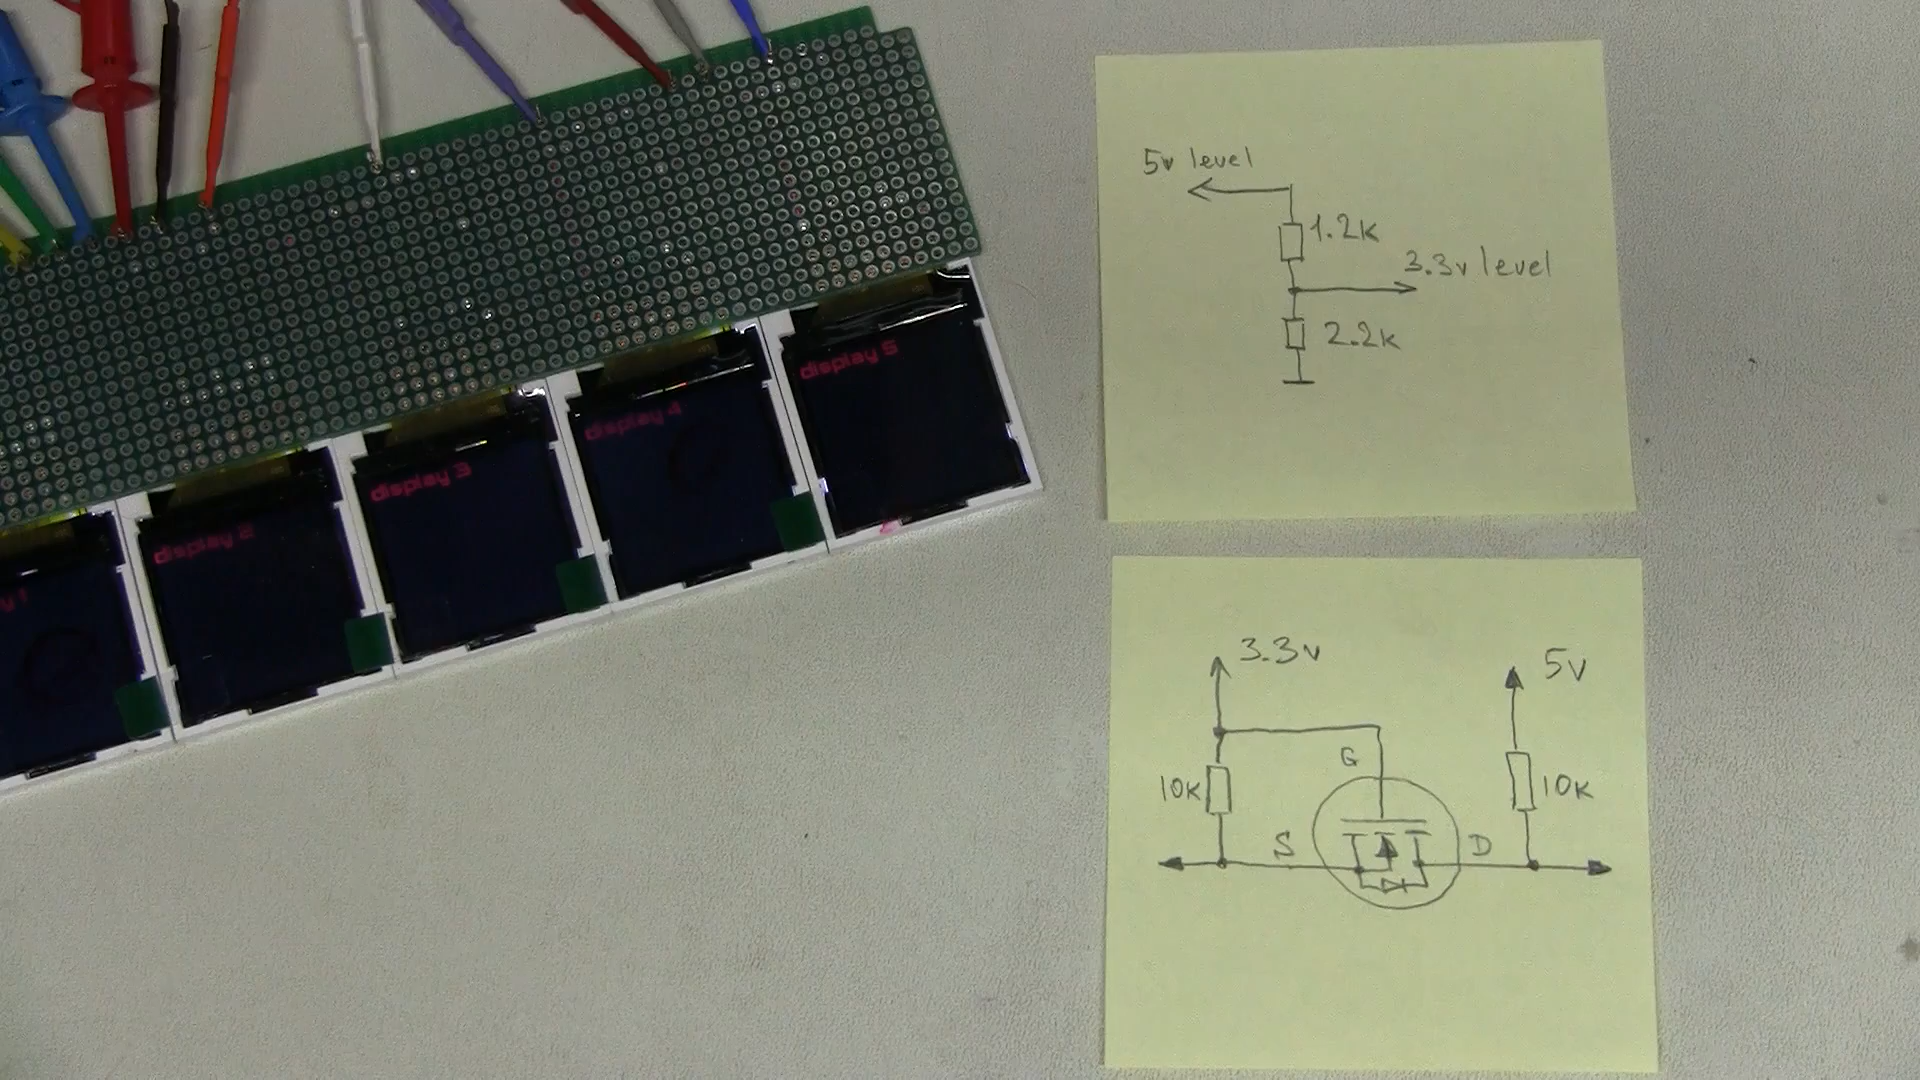 5v level
1.2k
3.3v level
2.2k
display 5
display 4
display 3
display 2
y 1
3.3v
5v
G
10k
10k
S
D